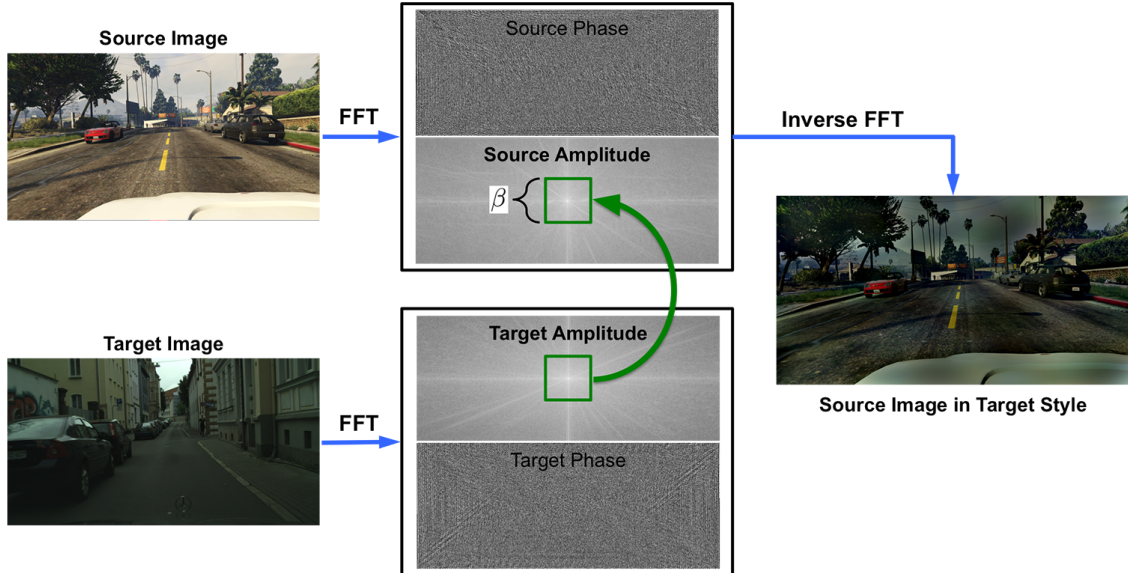 Source Image
FFT
Source Phase
Source Amplitude
β
Inverse FFT
Source Image in Target Style
Target Image
FFT
Target Amplitude
Target Phase